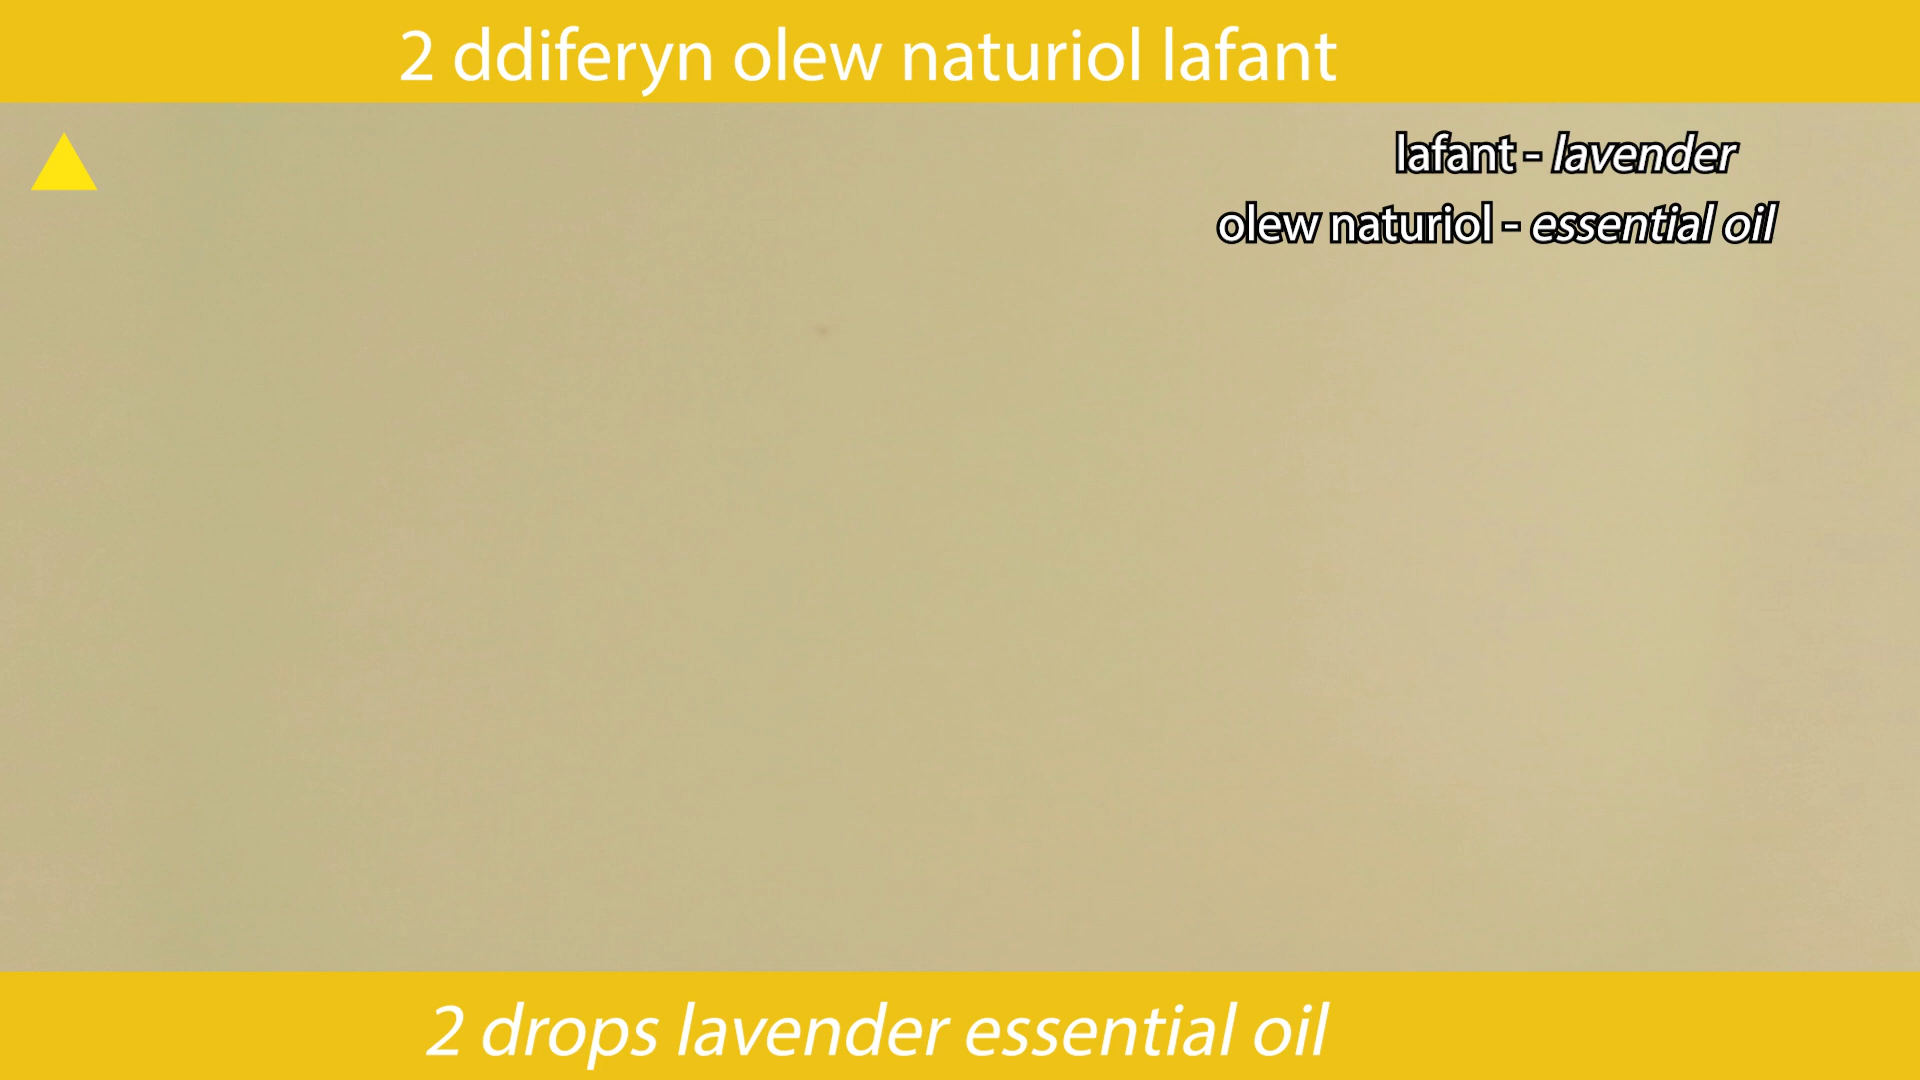 2 ddiferyn olew naturiol lafant
lafant - lavender
olew naturiol - essential oil
2 drops lavender essential oil